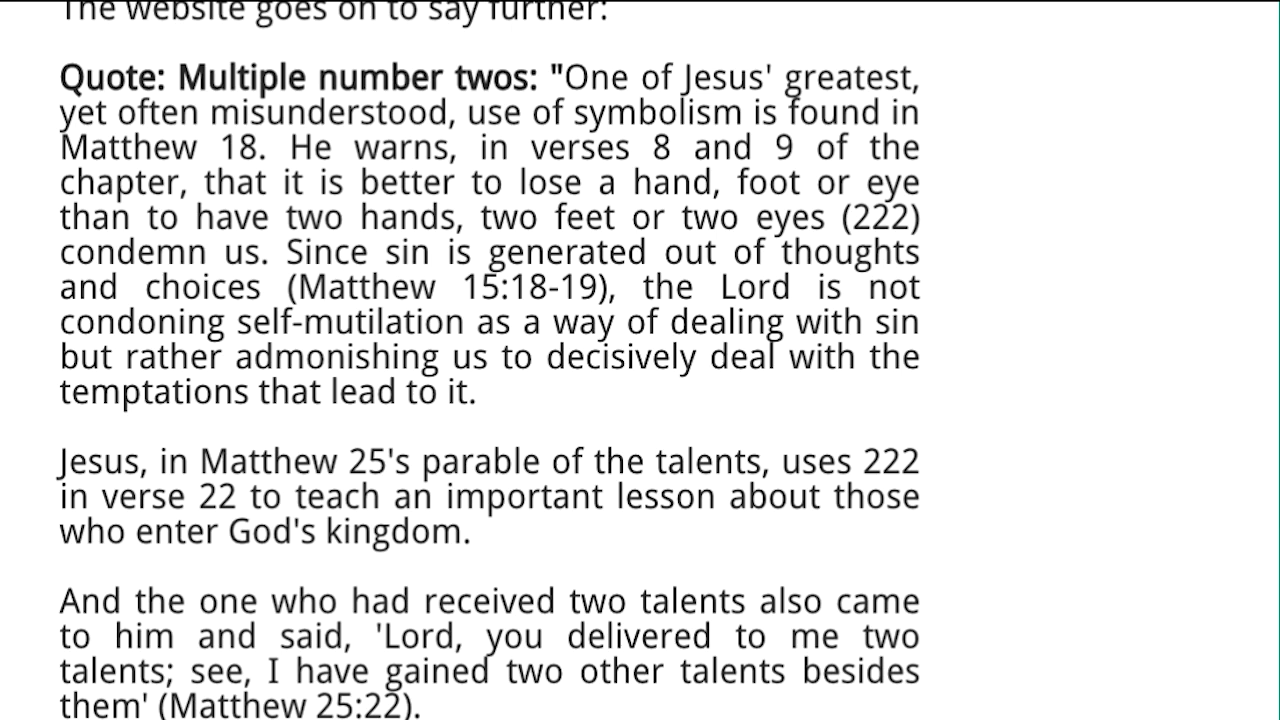 The website goes on to say further:
Quote: Multiple number twos: "One of Jesus' greatest,
yet often misunderstood, use of symbolism is found in
Matthew 18. He warns, in verses 8 and 9 of the
chapter, that it is better to lose a hand, foot or eye
than to have two hands, two feet or two eyes (222)
condemn us. Since sin is generated out of thoughts
and choices (Matthew 15:18-19), the Lord is not
condoning self-mutilation as a way of dealing with sin
but rather admonishing us to decisively deal with the
temptations that lead to it.
Jesus, in Matthew 25's parable of the talents, uses 222
in verse 22 to teach an important lesson about those
who enter God's kingdom.
And the one who had received two talents also came
to him and said, 'Lord, you delivered to me two
talents; see, I have gained two other talents besides
them' (Matthew 25:22).